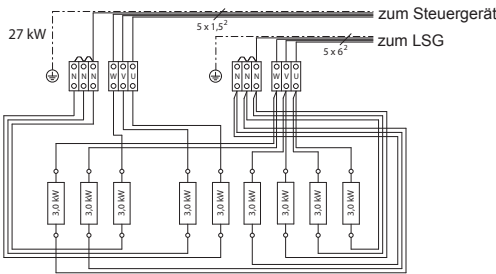 27 kW
5 x 1,5²
zum Steuergerät
5 x 6²
zum LSG
N N N W V U
N N N W V U
3,0 kW 3,0 kW 3,0 kW 3,0 kW 3,0 kW 3,0 kW 3,0 kW 3,0 kW 3,0 kW